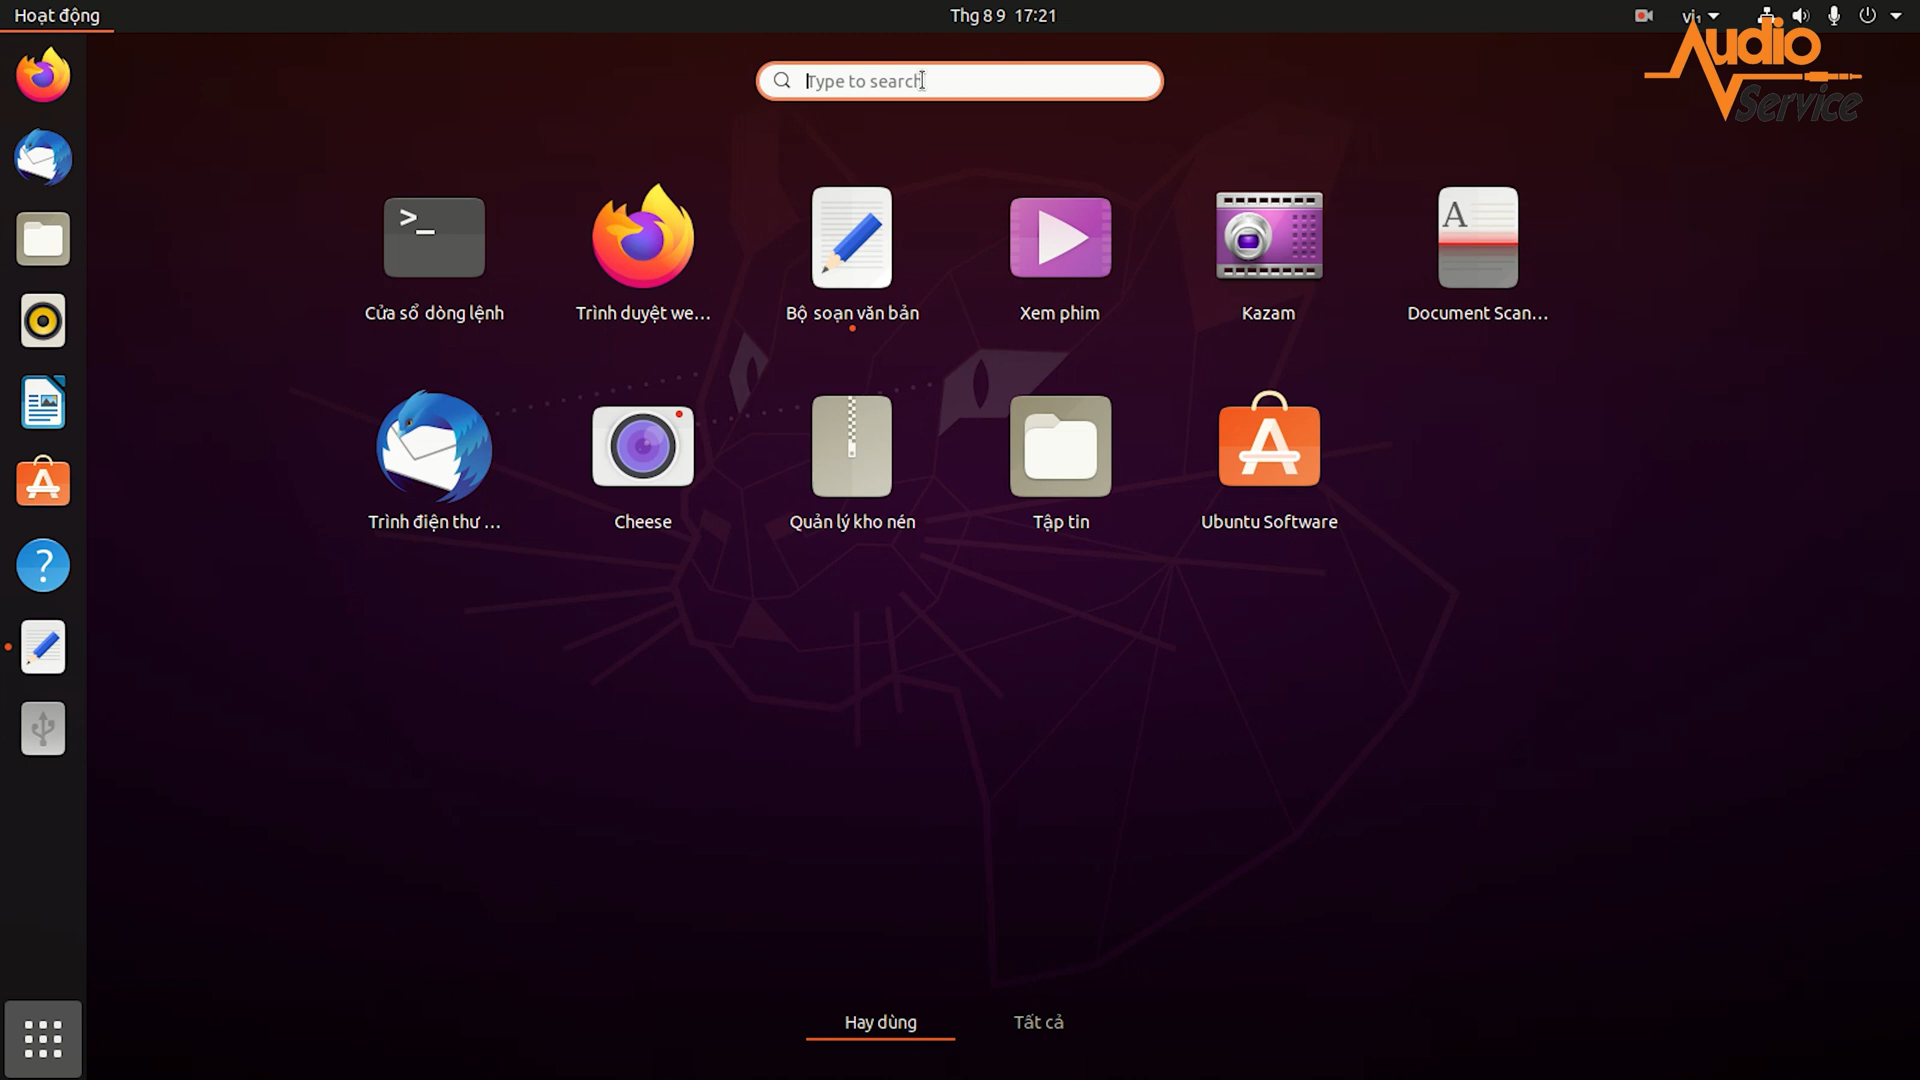 Hoạt động
Thg 8 9 17:21
vi₁
Audio
Service
Type to search
Cửa sổ dòng lệnh
Trình duyệt we...
Bộ soạn văn bản
Xem phim
Kazam
Document Scan...
Trình điện thư ...
Cheese
Quản lý kho nén
Tập tin
Ubuntu Software
Hay dùng
Tất cả